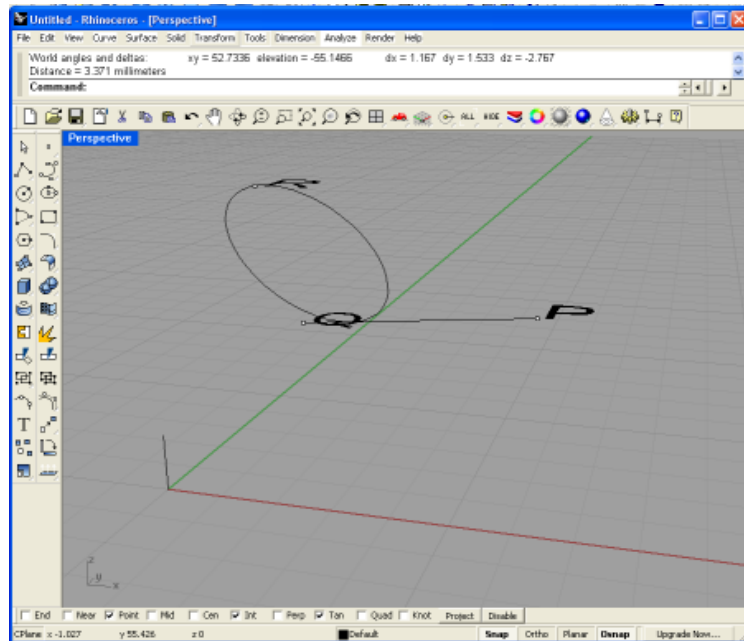 Untitled - Rhinoceros - [Perspective]
File Edit View Curve Surface Solid Transform Tools Dimension Analyze Render Help
World angles and deltas: xy = 52.7336 elevation = -55.1466 dx = 1.167 dy = 1.533 dz = -2.767
Distance = 3.371 millimeters
Command:
ALL HIDE
Perspective
r
Q P
T
z
y
x
End Near Point Mid Cen Int Perp Tan Quad Knot Project Disable
CPlane x -1.027 y 55.426 z 0 Default Snap Ortho Planar Osnap Upgrade Now...